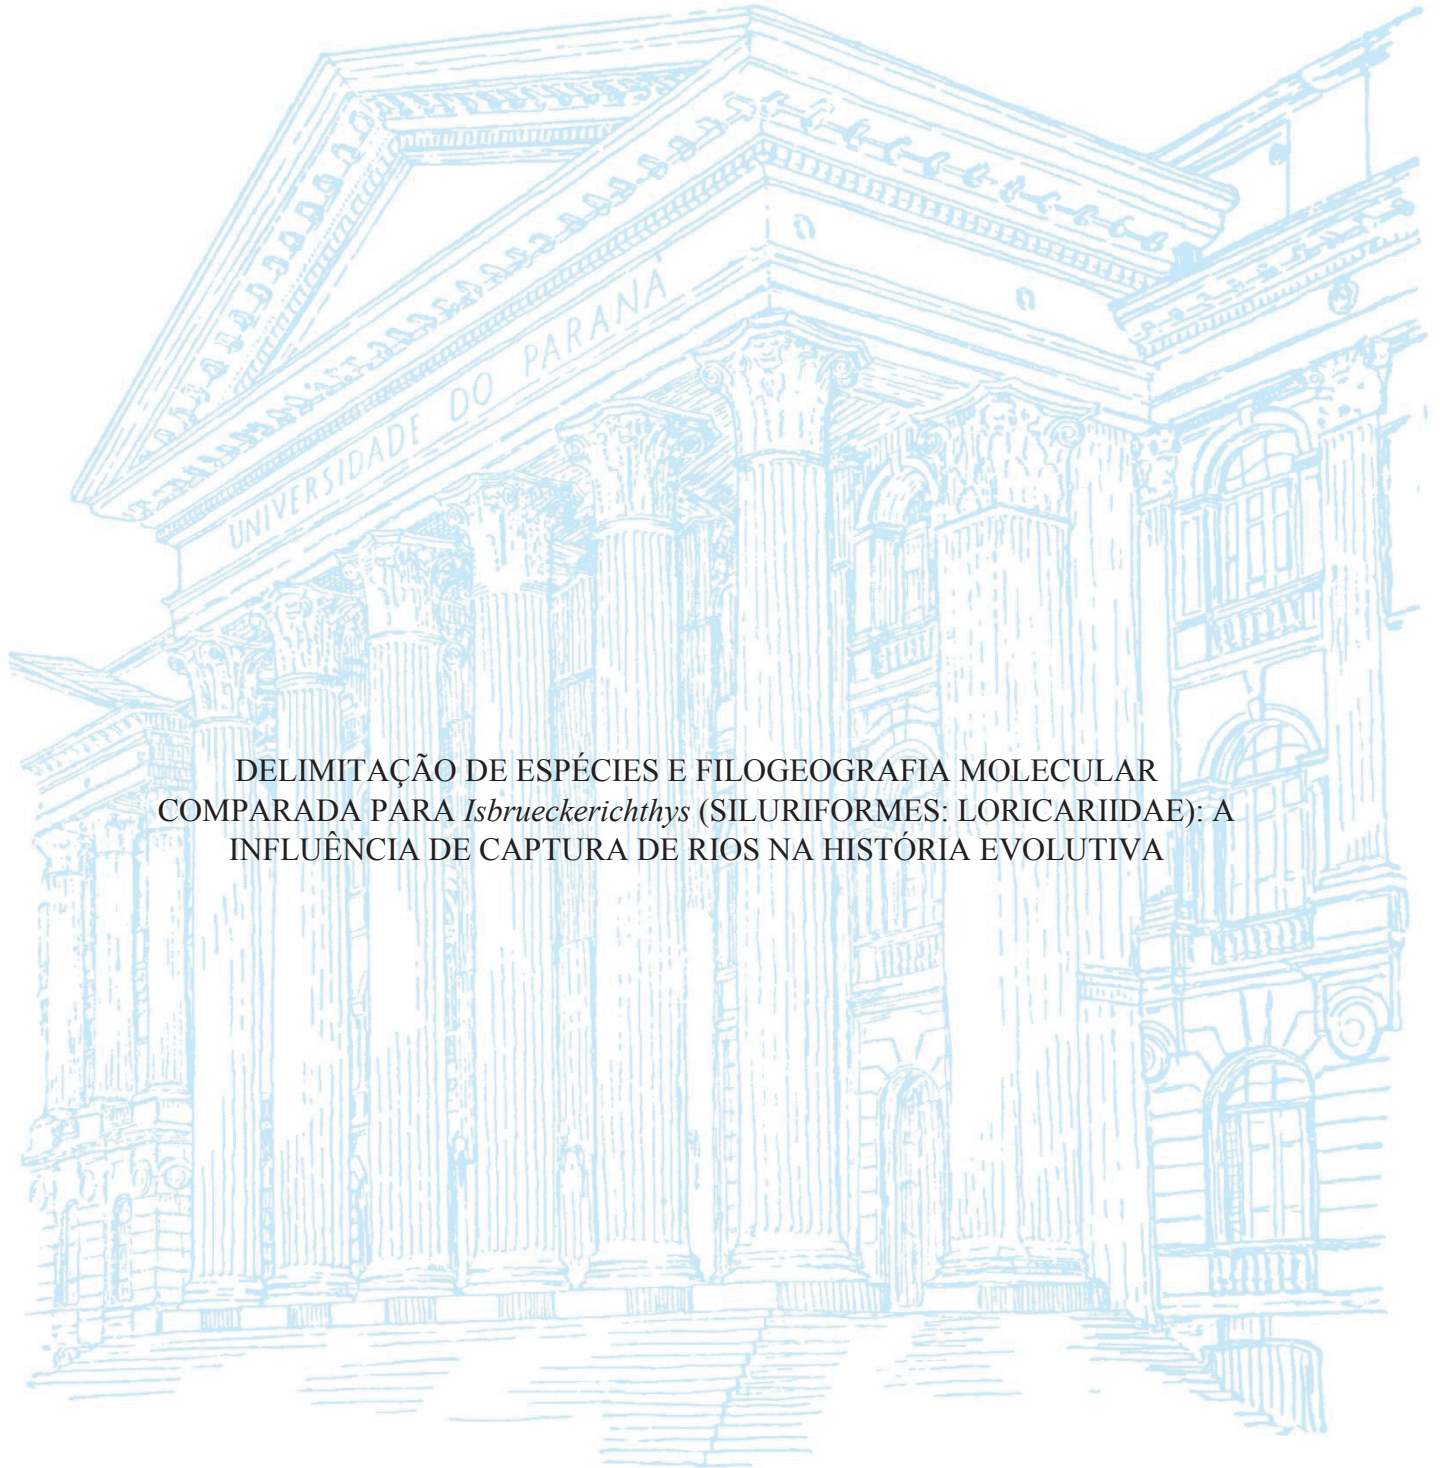 UNIVERSIDADE DO PARANÁ
DELIMITAÇÃO DE ESPÉCIES E FILOGEOGRAFIA MOLECULAR
COMPARADA PARA Isbrueckerichthys (SILURIFORMES: LORICARIIDAE): A
INFLUÊNCIA DE CAPTURA DE RIOS NA HISTÓRIA EVOLUTIVA